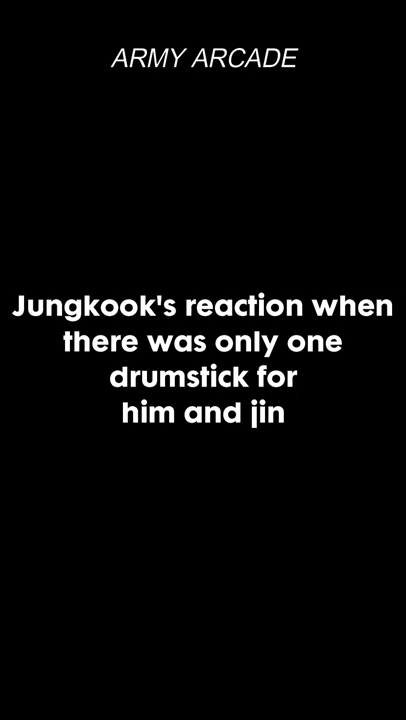 ARMY ARCADE
Jungkook's reaction when
there was only one
drumstick for
him and jin